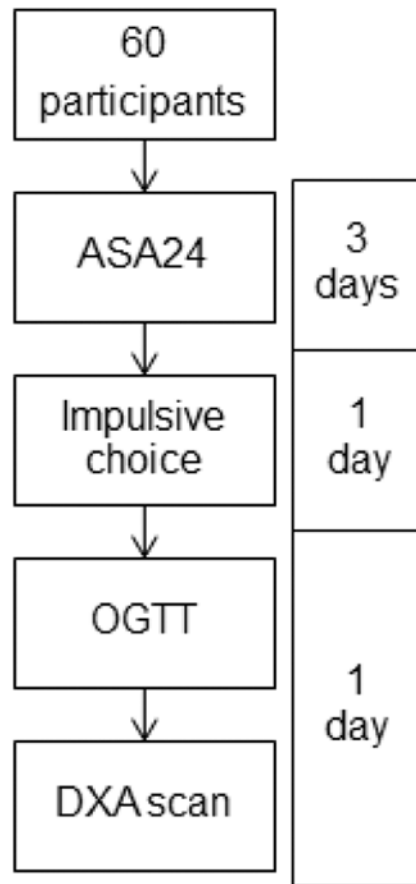 60
participants
ASA24
3
days
Impulsive
choice
1
day
OGTT
1
day
DXA scan